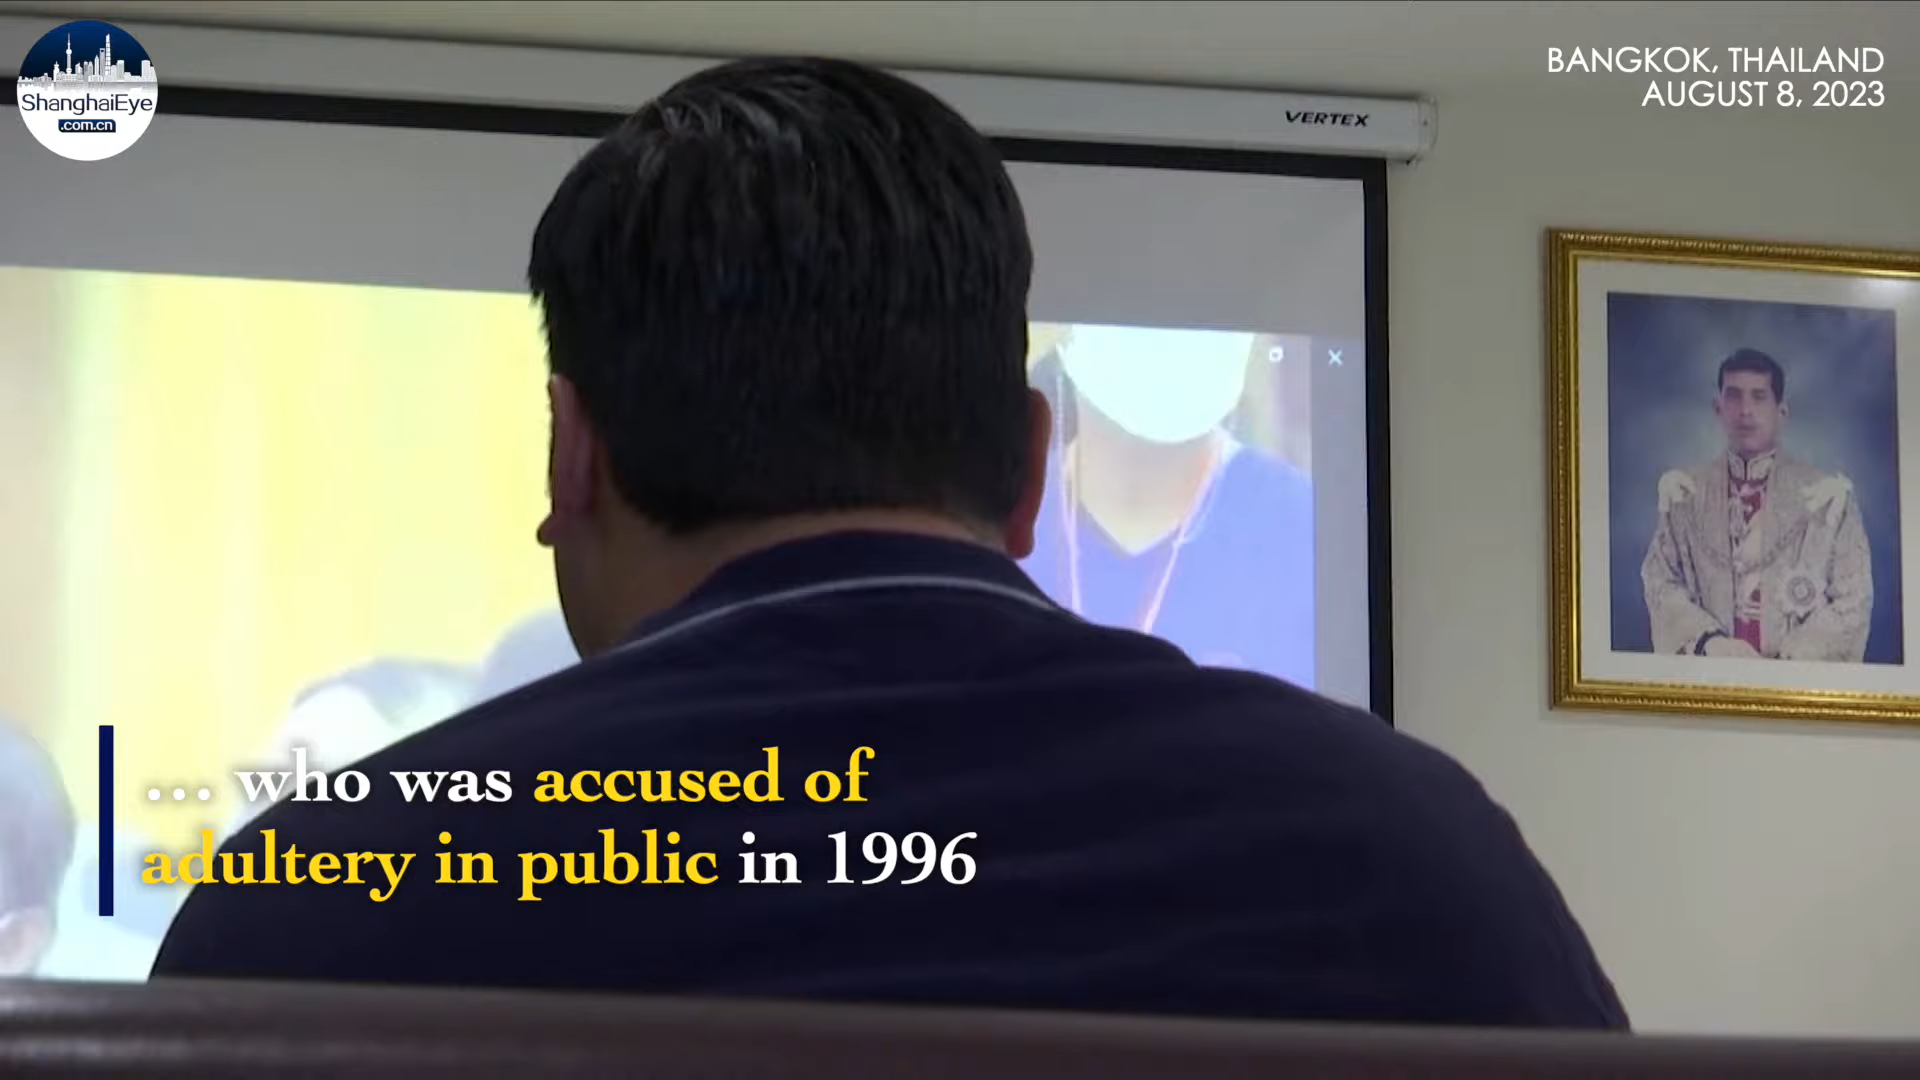 ShanghaiEye
.com.cn
BANGKOK, THAILAND
AUGUST 8, 2023
VERTEX
... who was accused of
adultery in public in 1996